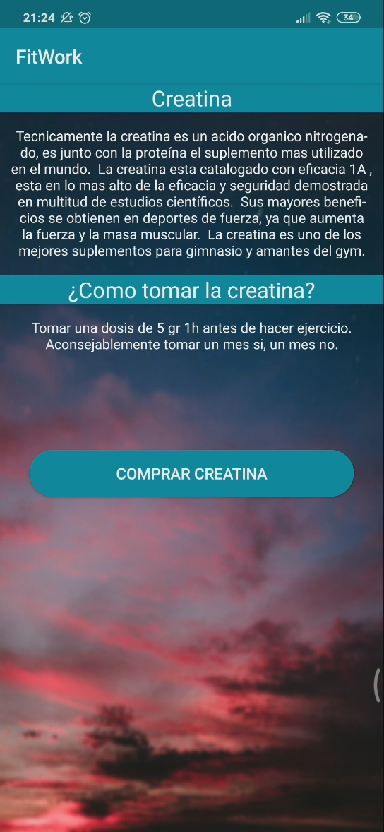 21:24
34
FitWork
Creatina
Tecnicamente la creatina es un acido organico nitrogena-
do, es junto con la proteína el suplemento mas utilizado
en el mundo. La creatina esta catalogado con eficacia 1A ,
esta en lo mas alto de la eficacia y seguridad demostrada
en multitud de estudios científicos. Sus mayores benefi-
cios se obtienen en deportes de fuerza, ya que aumenta
la fuerza y la masa muscular. La creatina es uno de los
mejores suplementos para gimnasio y amantes del gym.
¿Como tomar la creatina?
Tomar una dosis de 5 gr 1h antes de hacer ejercicio.
Aconsejablemente tomar un mes si, un mes no.
COMPRAR CREATINA